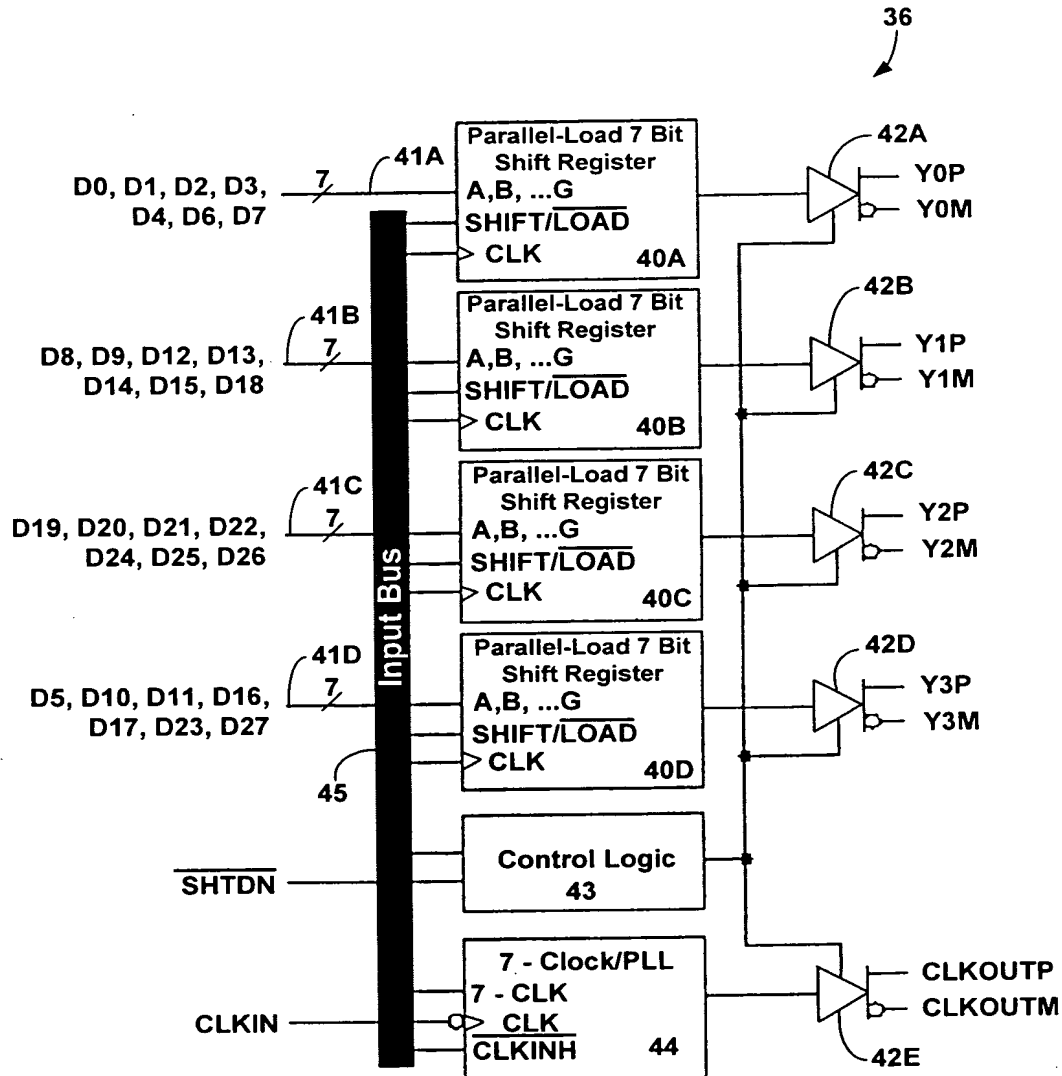 36
Parallel-Load 7 Bit
Shift Register
A,B, ...G
SHIFT/LOAD
CLK
40A
41A
7
D0, D1, D2, D3,
D4, D6, D7
42A
Y0P
Y0M
Parallel-Load 7 Bit
Shift Register
A,B, ...G
SHIFT/LOAD
CLK
40B
41B
7
D8, D9, D12, D13,
D14, D15, D18
42B
Y1P
Y1M
Parallel-Load 7 Bit
Shift Register
A,B, ...G
SHIFT/LOAD
CLK
40C
41C
7
D19, D20, D21, D22,
D24, D25, D26
42C
Y2P
Y2M
Input Bus
Parallel-Load 7 Bit
Shift Register
A,B, ...G
SHIFT/LOAD
CLK
40D
41D
7
D5, D10, D11, D16,
D17, D23, D27
42D
Y3P
Y3M
45
SHTDN
Control Logic
43
7 - Clock/PLL
7 - CLK
CLK
CLKINH
44
CLKIN
CLKOUTP
CLKOUTM
42E